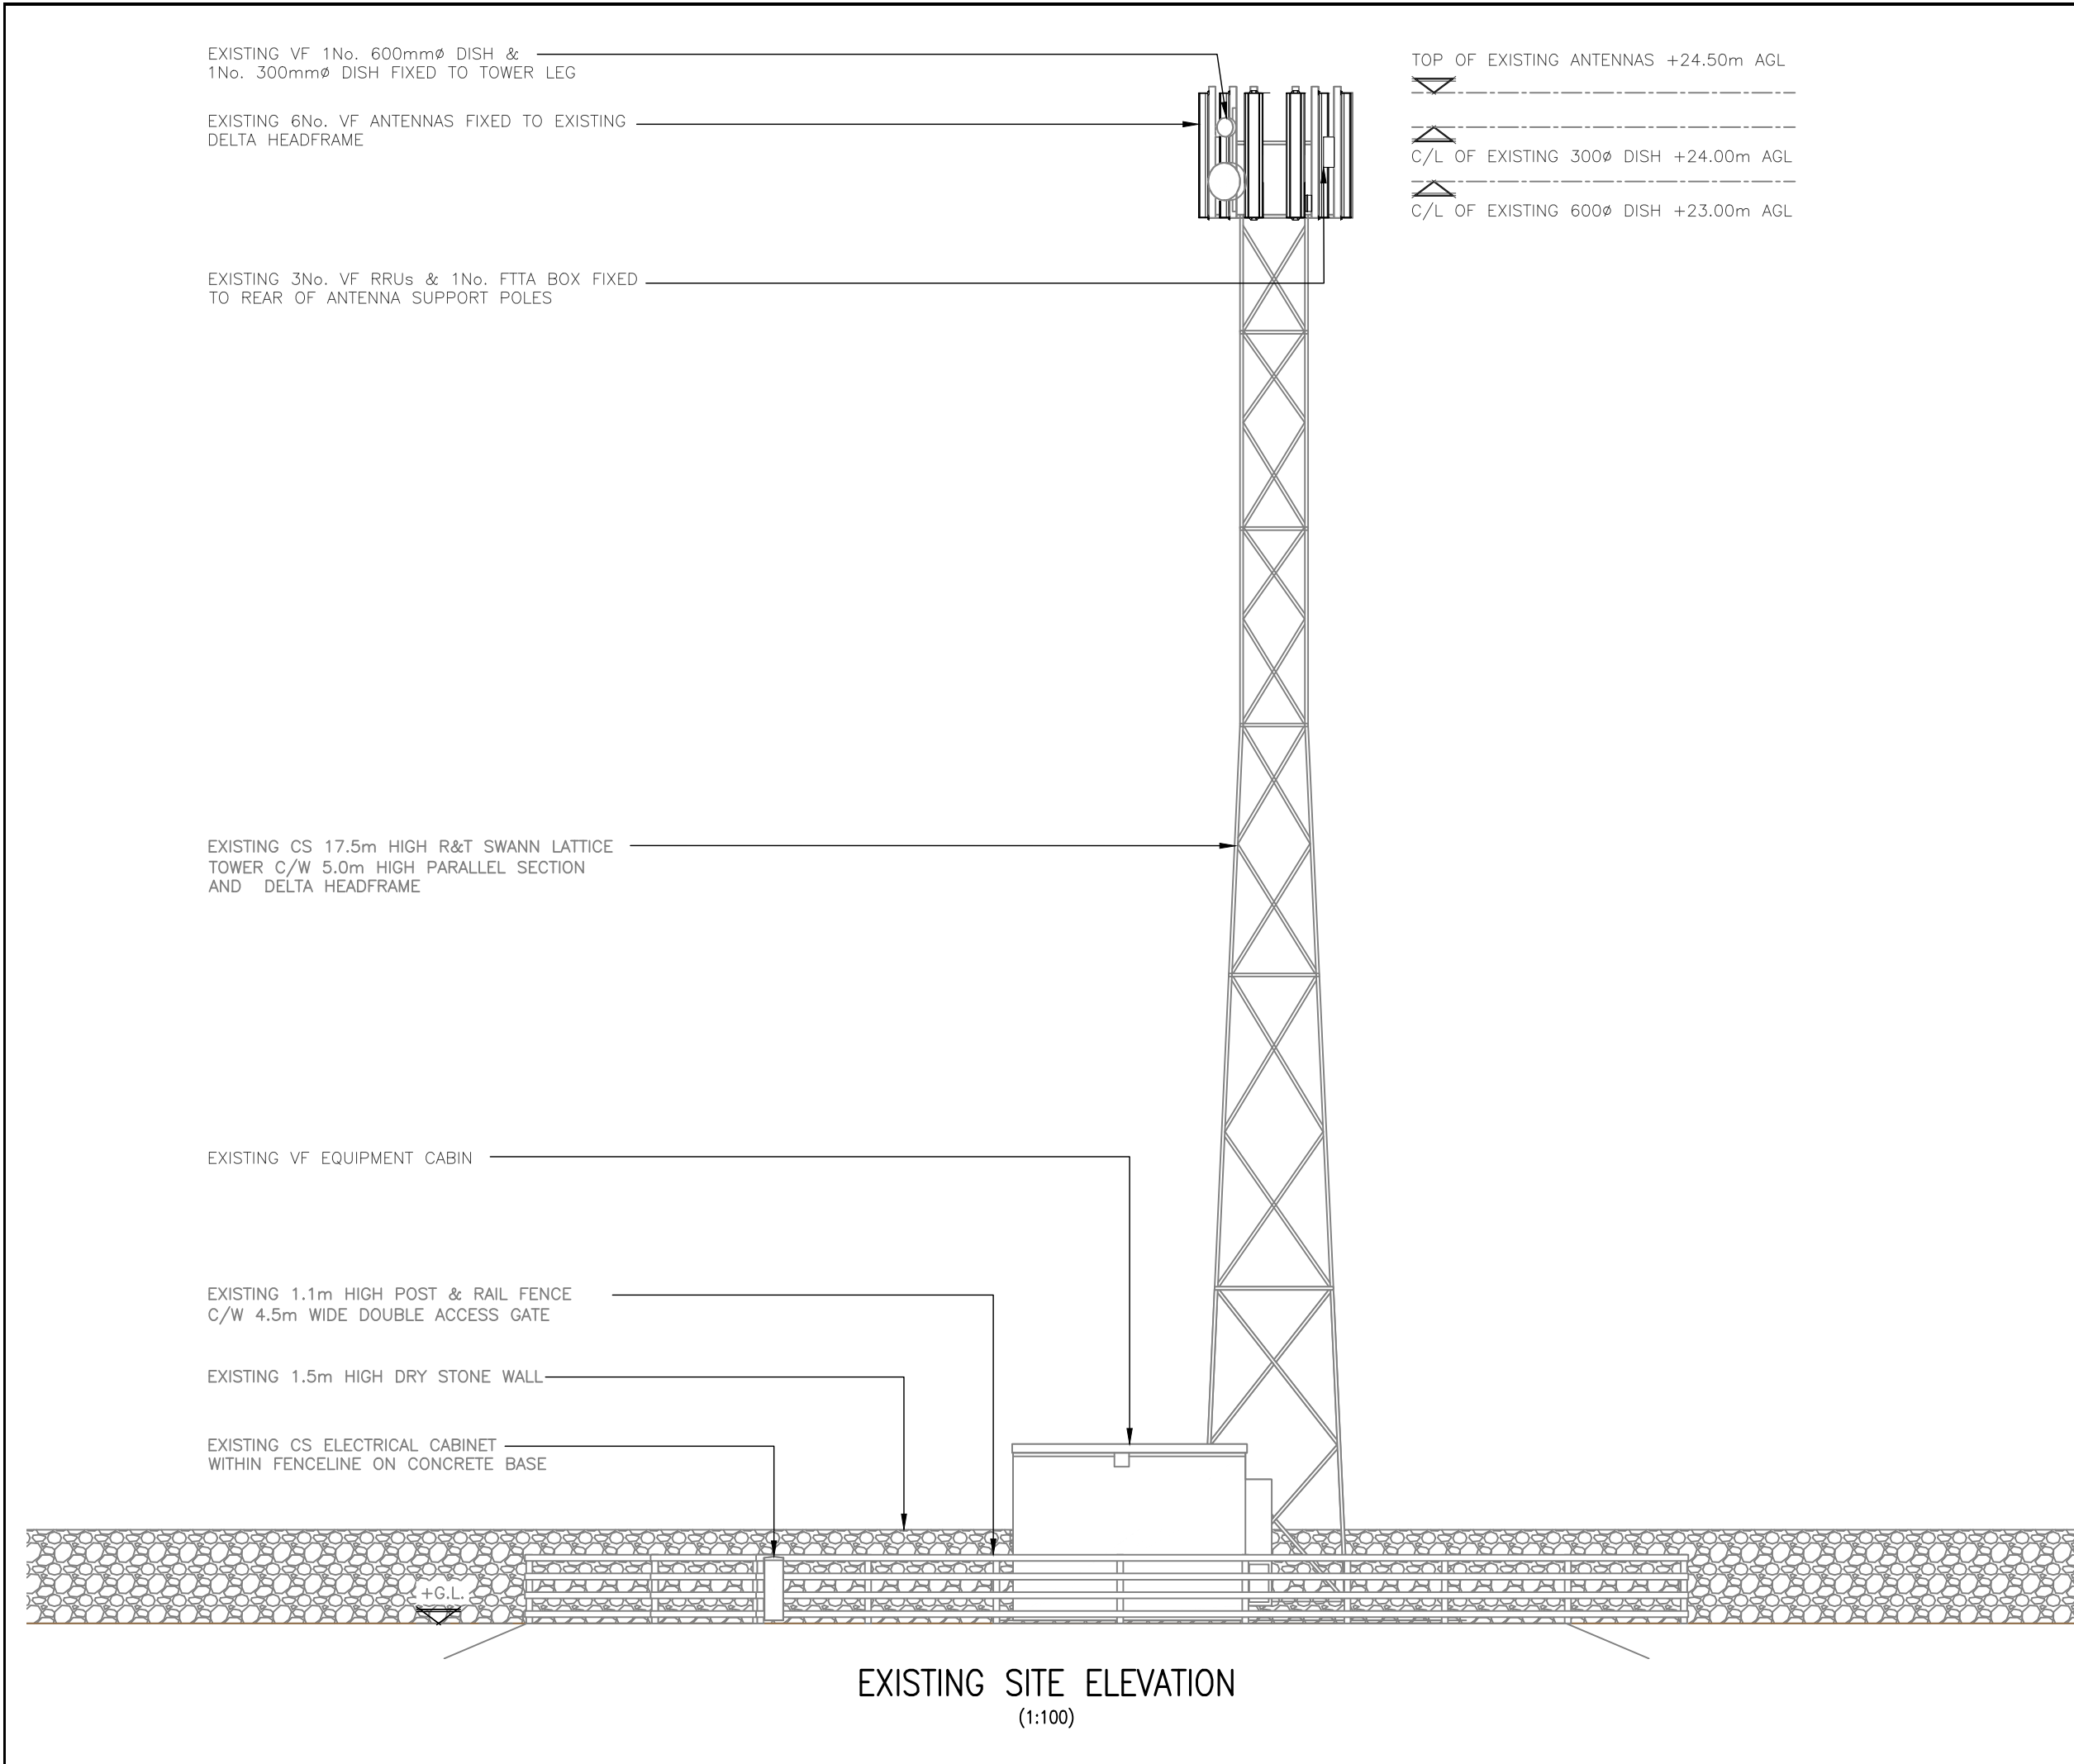 EXISTING VF 1No. 600mmø DISH &
1No. 300mmø DISH FIXED TO TOWER LEG
EXISTING 6No. VF ANTENNAS FIXED TO EXISTING
DELTA HEADFRAME
EXISTING 3No. VF RRUs & 1No. FTTA BOX FIXED
TO REAR OF ANTENNA SUPPORT POLES
TOP OF EXISTING ANTENNAS +24.50m AGL
C/L OF EXISTING 300ø DISH +24.00m AGL
C/L OF EXISTING 600ø DISH +23.00m AGL
EXISTING CS 17.5m HIGH R&T SWANN LATTICE
TOWER C/W 5.0m HIGH PARALLEL SECTION
AND DELTA HEADFRAME
EXISTING VF EQUIPMENT CABIN
EXISTING 1.1m HIGH POST & RAIL FENCE
C/W 4.5m WIDE DOUBLE ACCESS GATE
EXISTING 1.5m HIGH DRY STONE WALL
EXISTING CS ELECTRICAL CABINET
WITHIN FENCELINE ON CONCRETE BASE
+G.L.
EXISTING SITE ELEVATION
(1:100)